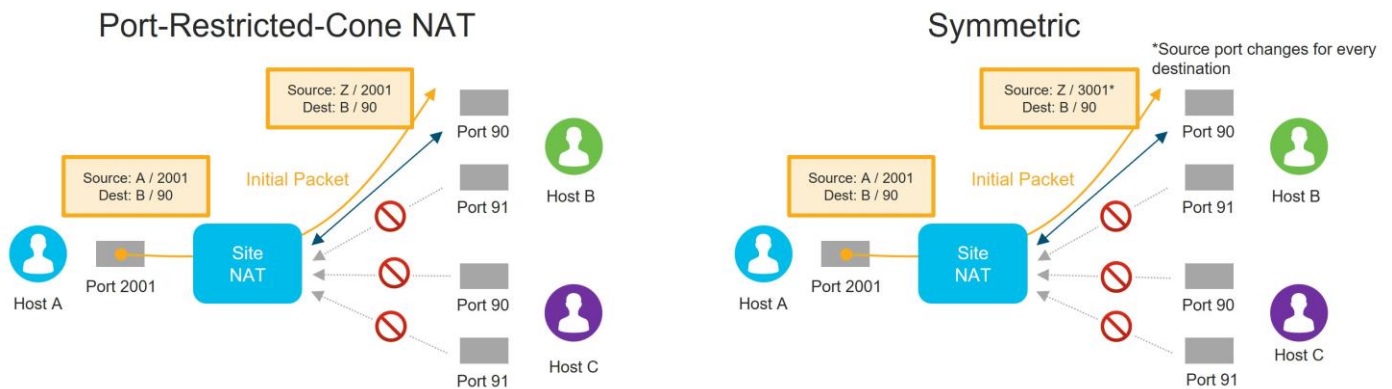 Port-Restricted-Cone NAT
Source: Z / 2001
Dest: B / 90
Port 90
Source: A / 2001
Dest: B / 90
Initial Packet
Port 91
Host B
Site
NAT
Host A
Port 2001
Port 90
Host C
Port 91
Symmetric
*Source port changes for every
destination
Source: Z / 3001*
Dest: B / 90
Port 90
Source: A / 2001
Dest: B / 90
Initial Packet
Port 91
Host B
Site
NAT
Host A
Port 2001
Port 90
Host C
Port 91